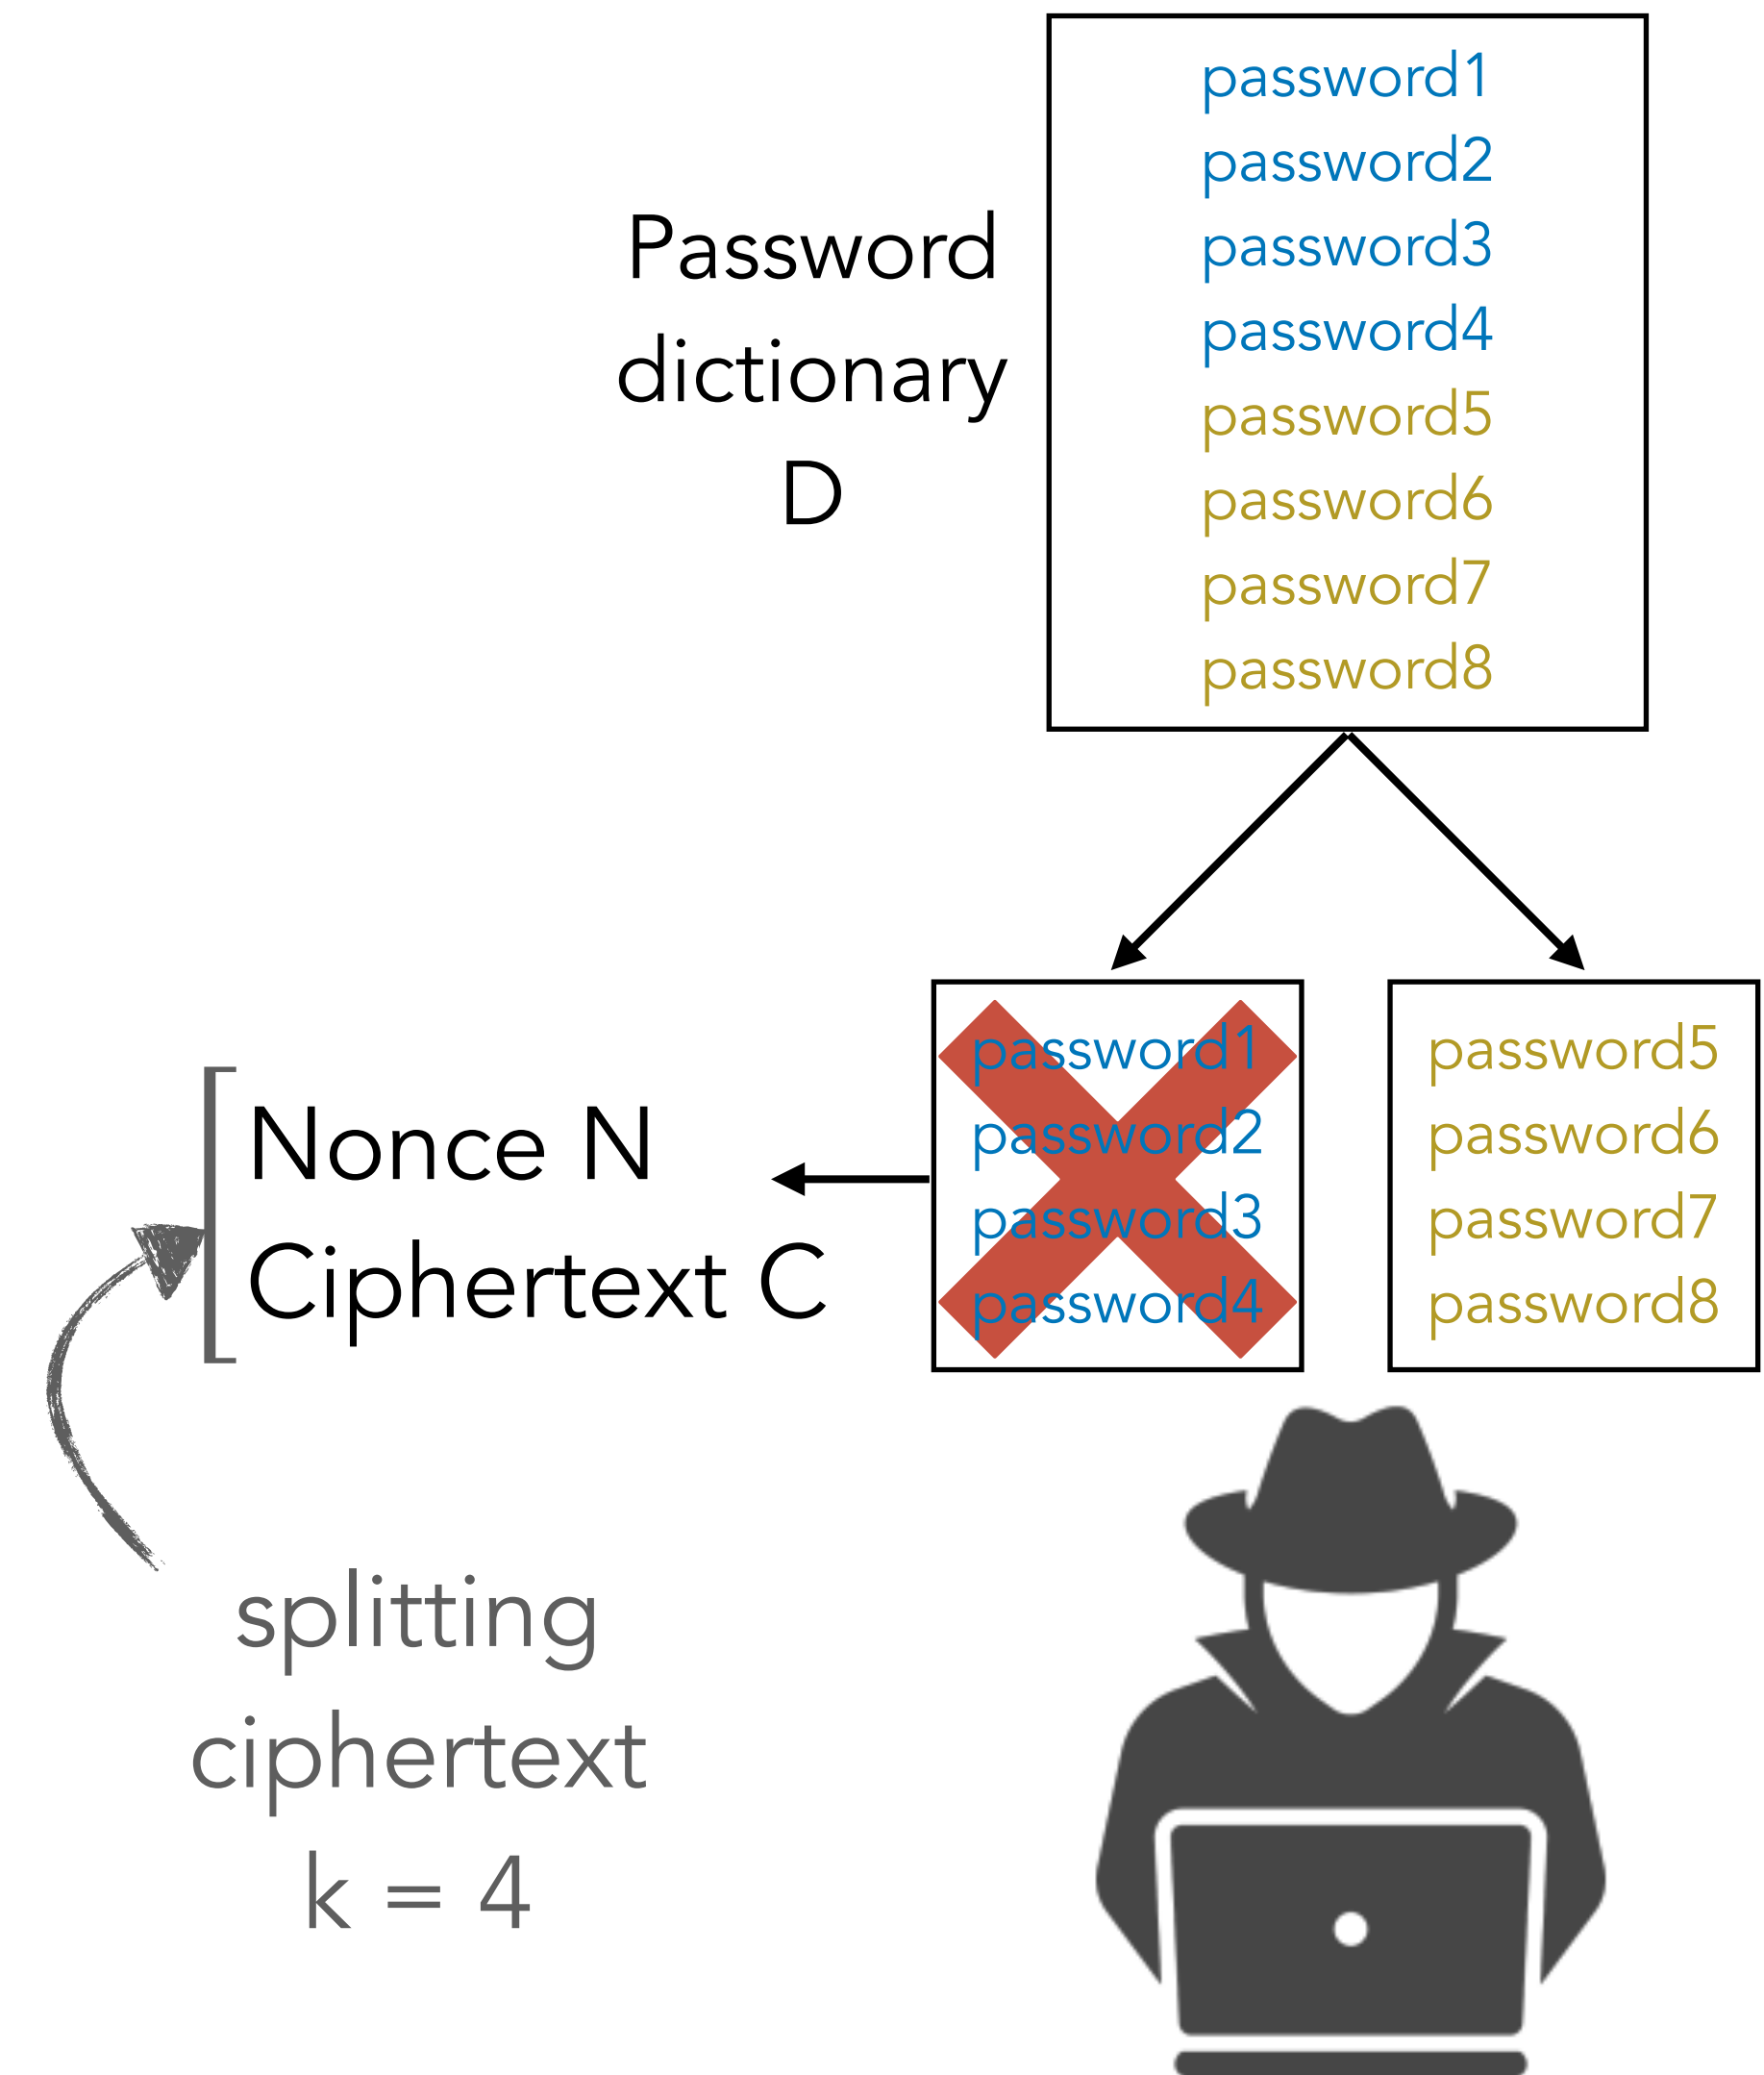 Password
dictionary
D
password1
password2
password3
password4
password5
password6
password7
password8
password1
password2
password3
password4
password5
password6
password7
password8
Nonce N
Ciphertext C
splitting
ciphertext
k = 4